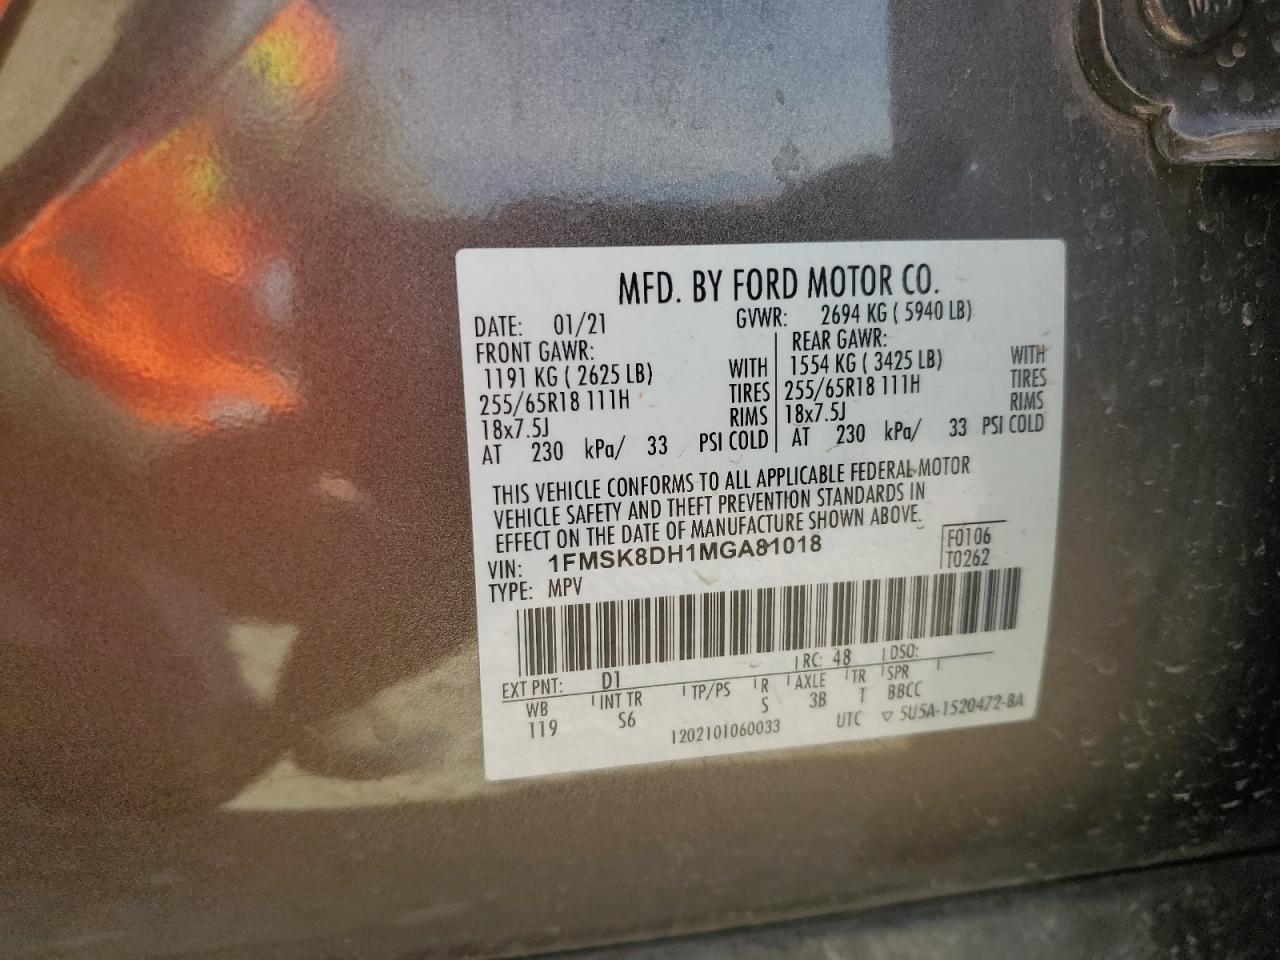 MFD. BY FORD MOTOR CO.
DATE: 01/21 GVWR: 2694 KG ( 5940 LB)
FRONT GAWR: REAR GAWR:
1191 KG ( 2625 LB) WITH 1554 KG ( 3425 LB) WITH
255/65R18 111H TIRES 255/65R18 111H TIRES
18x7.5J RIMS 18x7.5J RIMS
AT 230 kPa/ 33 PSI COLD AT 230 kPa/ 33 PSI COLD
THIS VEHICLE CONFORMS TO ALL APPLICABLE FEDERAL MOTOR
VEHICLE SAFETY AND THEFT PREVENTION STANDARDS IN
EFFECT ON THE DATE OF MANUFACTURE SHOWN ABOVE.
VIN: 1FMSK8DH1MGA81018 F0106
TYPE: MPV T0262
EXT PNT: D1 RC: 48 DSO:
WB INT TR TP/PS R AXLE TR SPR
119 S6 S 3B T BBCC
1202101060033 UTC ▽ 5U5A-1520472-BA